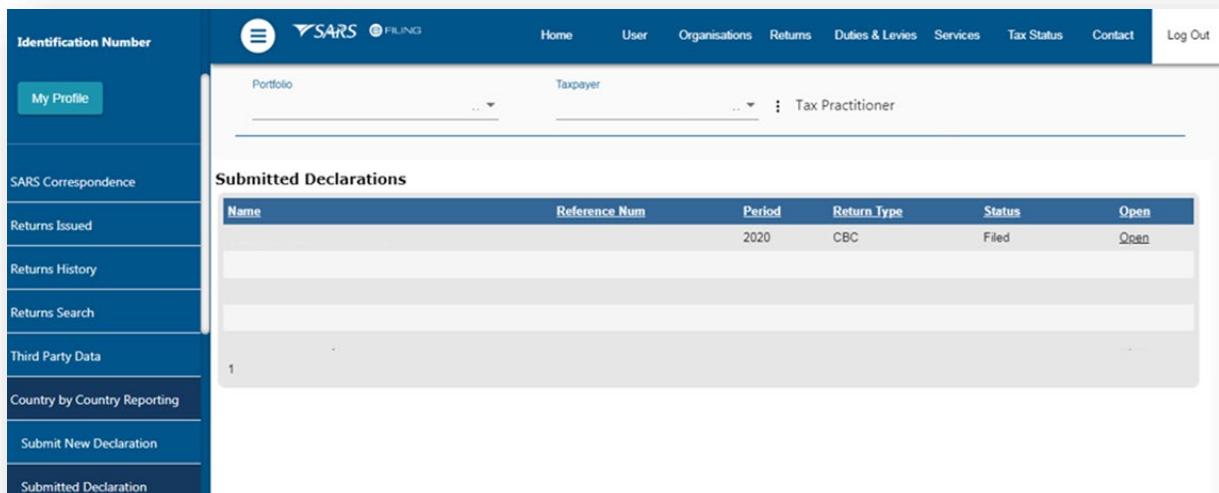 Identification Number
My Profile
SARS Correspondence
Returns Issued
Returns History
Returns Search
Third Party Data
Country by Country Reporting
Submit New Declaration
Submitted Declaration
SARS eFILING
Home User Organisations Returns Duties & Levies Services Tax Status Contact Log Out
Portfolio Taxpayer
.. .. Tax Practitioner
Submitted Declarations
Name Reference Num Period Return Type Status Open
2020 CBC Filed Open
1